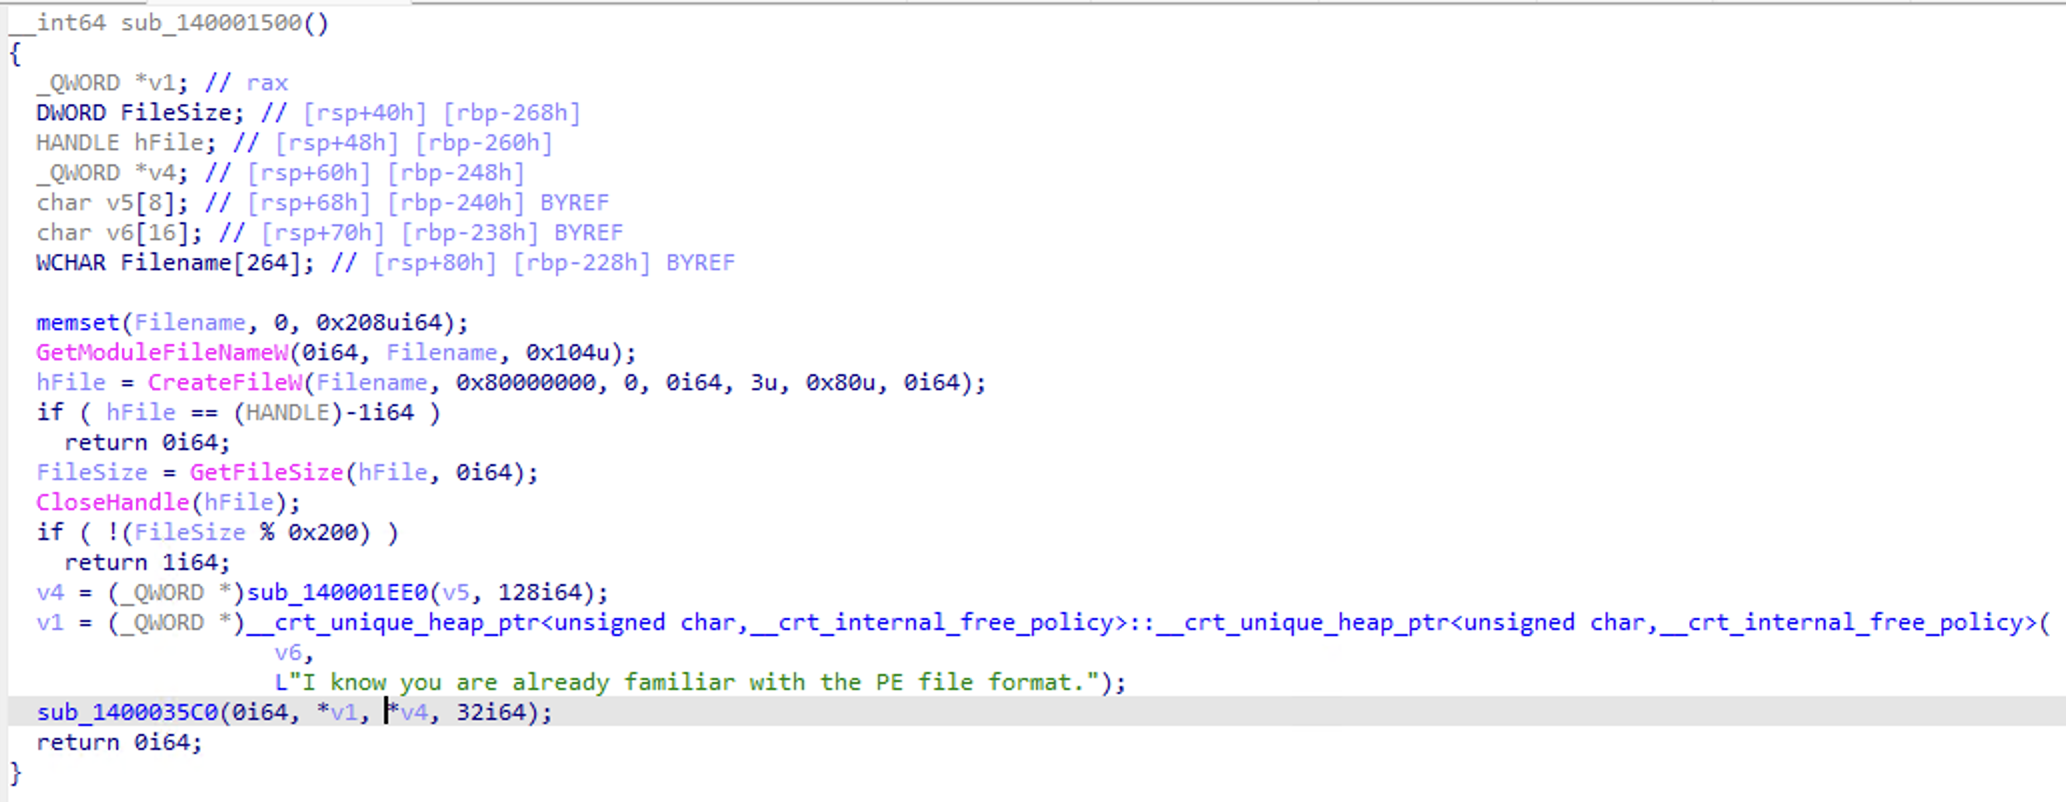 __int64 sub_140001500()
{
  _QWORD *v1; // rax
  DWORD FileSize; // [rsp+40h] [rbp-268h]
  HANDLE hFile; // [rsp+48h] [rbp-260h]
  _QWORD *v4; // [rsp+60h] [rbp-248h]
  char v5[8]; // [rsp+68h] [rbp-240h] BYREF
  char v6[16]; // [rsp+70h] [rbp-238h] BYREF
  WCHAR Filename[264]; // [rsp+80h] [rbp-228h] BYREF

  memset(Filename, 0, 0x208ui64);
  GetModuleFileNameW(0i64, Filename, 0x104u);
  hFile = CreateFileW(Filename, 0x80000000, 0, 0i64, 3u, 0x80u, 0i64);
  if ( hFile == (HANDLE)-1i64 )
    return 0i64;
  FileSize = GetFileSize(hFile, 0i64);
  CloseHandle(hFile);
  if ( !(FileSize % 0x200) )
    return 1i64;
  v4 = (_QWORD *)sub_140001EE0(v5, 128i64);
  v1 = (_QWORD *)__crt_unique_heap_ptr<unsigned char,__crt_internal_free_policy>::__crt_unique_heap_ptr<unsigned char,__crt_internal_free_policy>(
                   v6,
                   L"I know you are already familiar with the PE file format.");
  sub_1400035C0(0i64, *v1, *v4, 32i64);
  return 0i64;
}